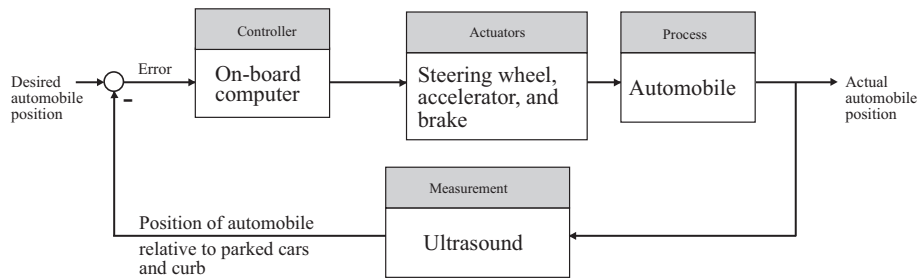 Controller
Actuators
Process
Desired
automobile
position
Error
On-board
computer
Steering wheel,
accelerator, and
brake
Automobile
Actual
automobile
position
-
Measurement
Position of automobile
relative to parked cars
and curb
Ultrasound